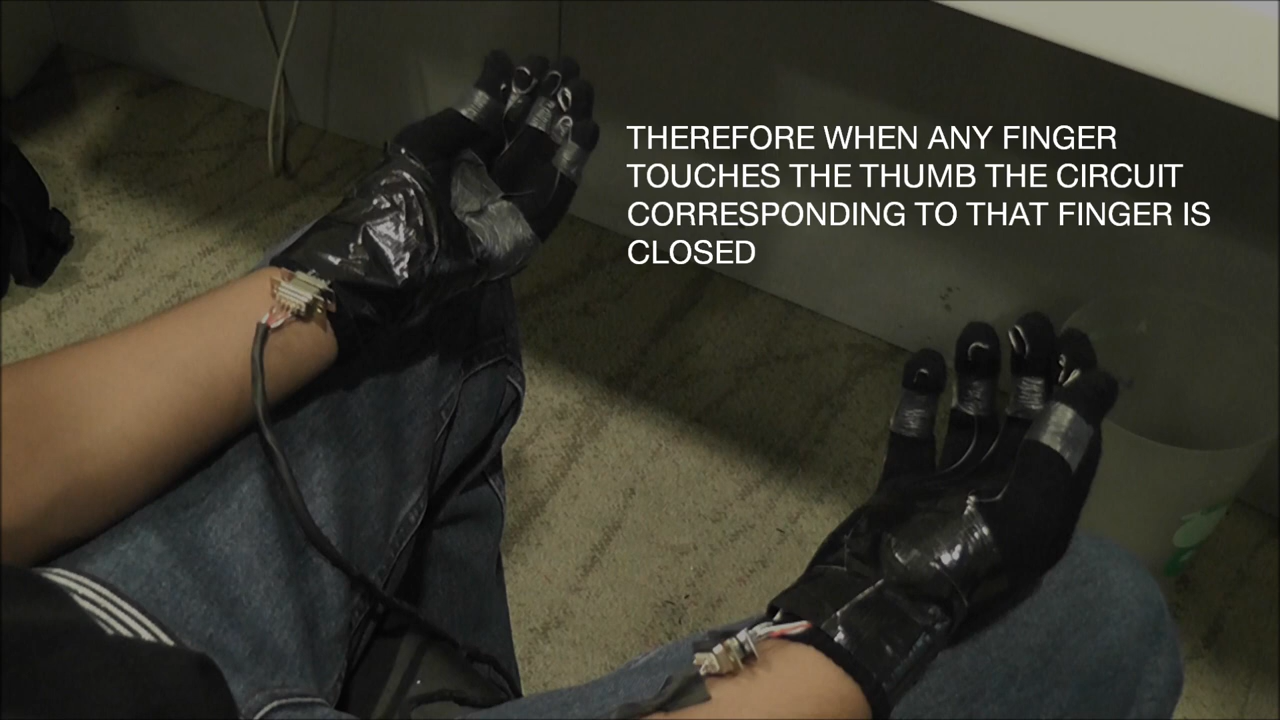 THEREFORE WHEN ANY FINGER
TOUCHES THE THUMB THE CIRCUIT
CORRESPONDING TO THAT FINGER IS
CLOSED